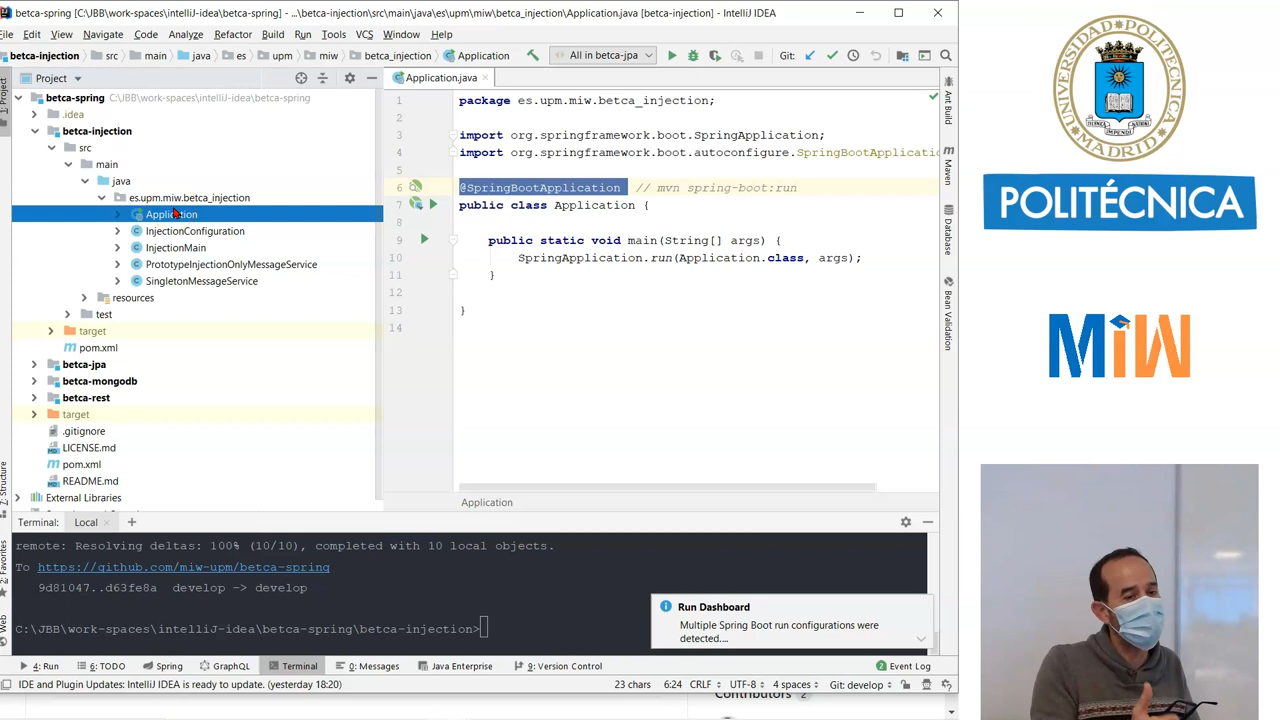 betca-spring [C:\JBB\work-spaces\intelliJ-idea\betca-spring] - ...\betca-injection\src\main\java\es\upm\miw\betca_injection\Application.java [betca-injection] - IntelliJ IDEA
File Edit View Navigate Code Analyze Refactor Build Run Tools VCS Window Help
betca-injection src main java es upm miw betca_injection Application All in betca-jpa Git:
Project
Application.java
1: Project
betca-spring C:\JBB\work-spaces\intelliJ-idea\betca-spring
.idea
betca-injection
src
main
java
es.upm.miw.betca_injection
Application
InjectionConfiguration
InjectionMain
PrototypeInjectionOnlyMessageService
SingletonMessageService
resources
test
target
pom.xml
betca-jpa
betca-mongodb
betca-rest
target
.gitignore
LICENSE.md
pom.xml
README.md
External Libraries
1 package es.upm.miw.betca_injection;
2
3 import org.springframework.boot.SpringApplication;
4 import org.springframework.boot.autoconfigure.SpringBootApplicatio
5
6 @SpringBootApplication // mvn spring-boot:run
7 public class Application {
8
9 public static void main(String[] args) {
10 SpringApplication.run(Application.class, args);
11 }
12
13 }
14
Application
Ant Build
Maven
Database
Bean Validation
7: Structure
2: Favorites
Web
Terminal: Local
remote: Resolving deltas: 100% (10/10), completed with 10 local objects.
To https://github.com/miw-upm/betca-spring
9d81047..d63fe8a develop -> develop
C:\JBB\work-spaces\intelliJ-idea\betca-spring\betca-injection>
Run Dashboard
Multiple Spring Boot run configurations were
detected....
4: Run 6: TODO Spring GraphQL Terminal 0: Messages Java Enterprise 9: Version Control Event Log
IDE and Plugin Updates: IntelliJ IDEA is ready to update. (yesterday 18:20) 23 chars 6:24 CRLF UTF-8 4 spaces Git: develop
Contributors 2
UNIVERSIDAD POLITÉCNICA
DE MADRID
POLITÉCNICA
MiW